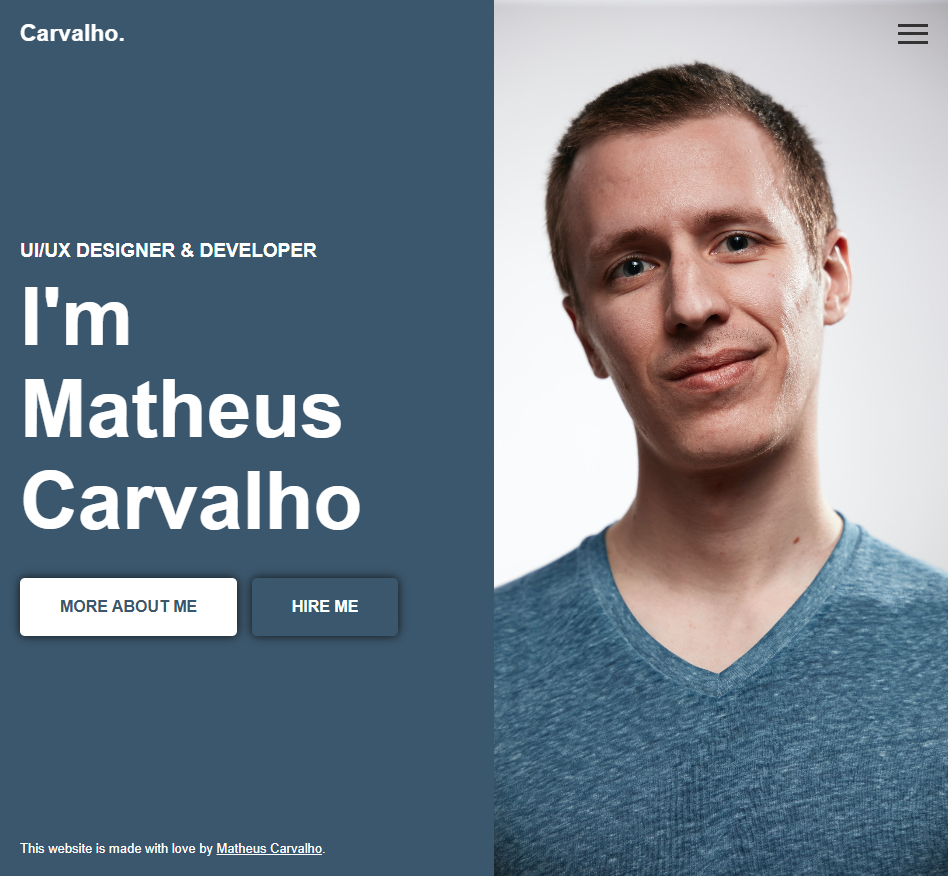 Carvalho.
UI/UX DESIGNER & DEVELOPER
I'm
Matheus
Carvalho
MORE ABOUT ME
HIRE ME
This website is made with love by Matheus Carvalho.